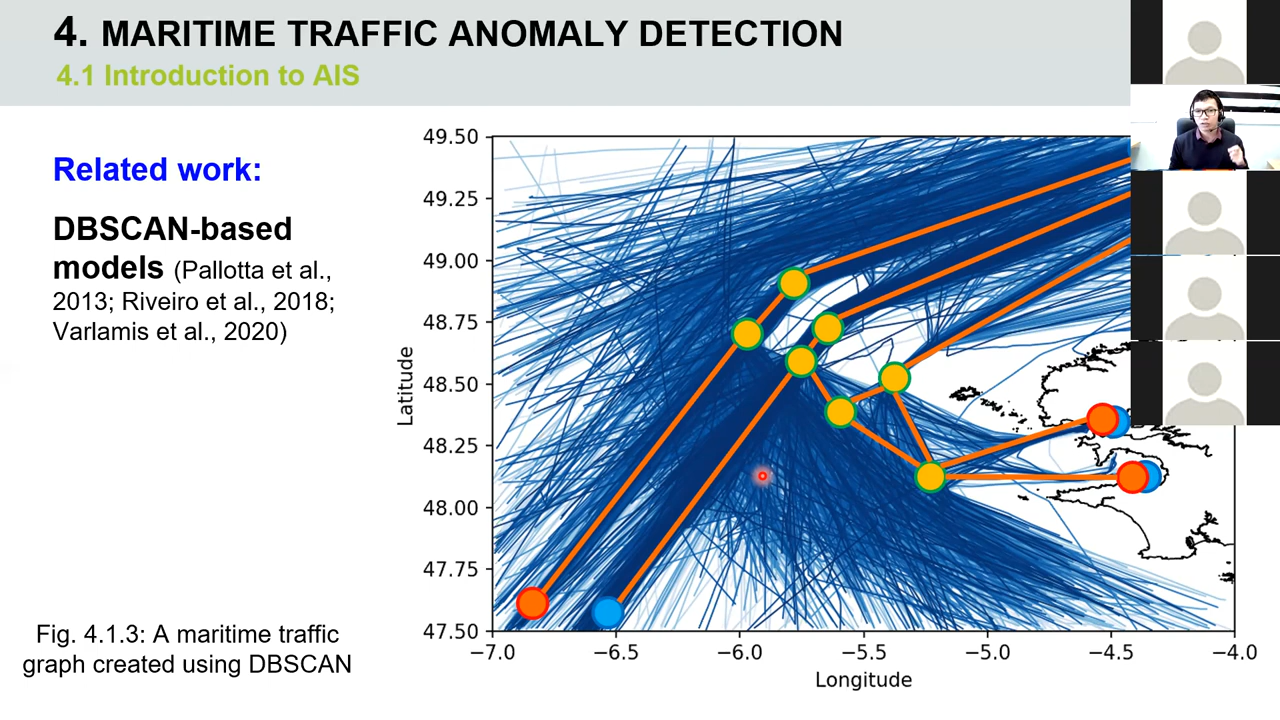 4. MARITIME TRAFFIC ANOMALY DETECTION
4.1 Introduction to AIS
Related work:
DBSCAN-based
models (Pallotta et al.,
2013; Riveiro et al., 2018;
Varlamis et al., 2020)
Fig. 4.1.3: A maritime traffic
graph created using DBSCAN
49.50
49.25
49.00
48.75
48.50
48.25
48.00
47.75
47.50
Latitude
−7.0
−6.5
−6.0
−5.5
−5.0
−4.5
−4.0
Longitude